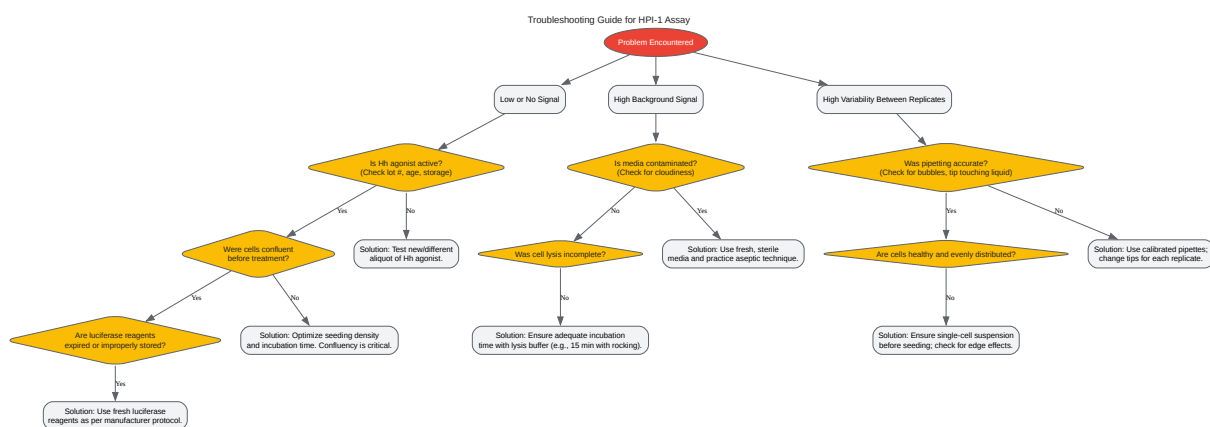 Troubleshooting Guide for HPI-1 Assay
Problem Encountered
Low or No Signal
High Background Signal
High Variability Between Replicates
Is Hh agonist active?
(Check lot #, age, storage)
Is media contaminated?
(Check for cloudiness)
Was pipetting accurate?
(Check for bubbles, tip touching liquid)
Yes
No
No
Yes
Yes
No
Were cells confluent
before treatment?
Solution: Test new/different
aliquot of Hh agonist.
Was cell lysis incomplete?
Solution: Use fresh, sterile
media and practice aseptic technique.
Are cells healthy and evenly distributed?
Solution: Use calibrated pipettes;
change tips for each replicate.
Yes
No
No
No
Are luciferase reagents
expired or improperly stored?
Solution: Optimize seeding density
and incubation time. Confluency is critical.
Solution: Ensure adequate incubation
time with lysis buffer (e.g., 15 min with rocking).
Solution: Ensure single-cell suspension
before seeding; check for edge effects.
Yes
Solution: Use fresh luciferase
reagents as per manufacturer protocol.